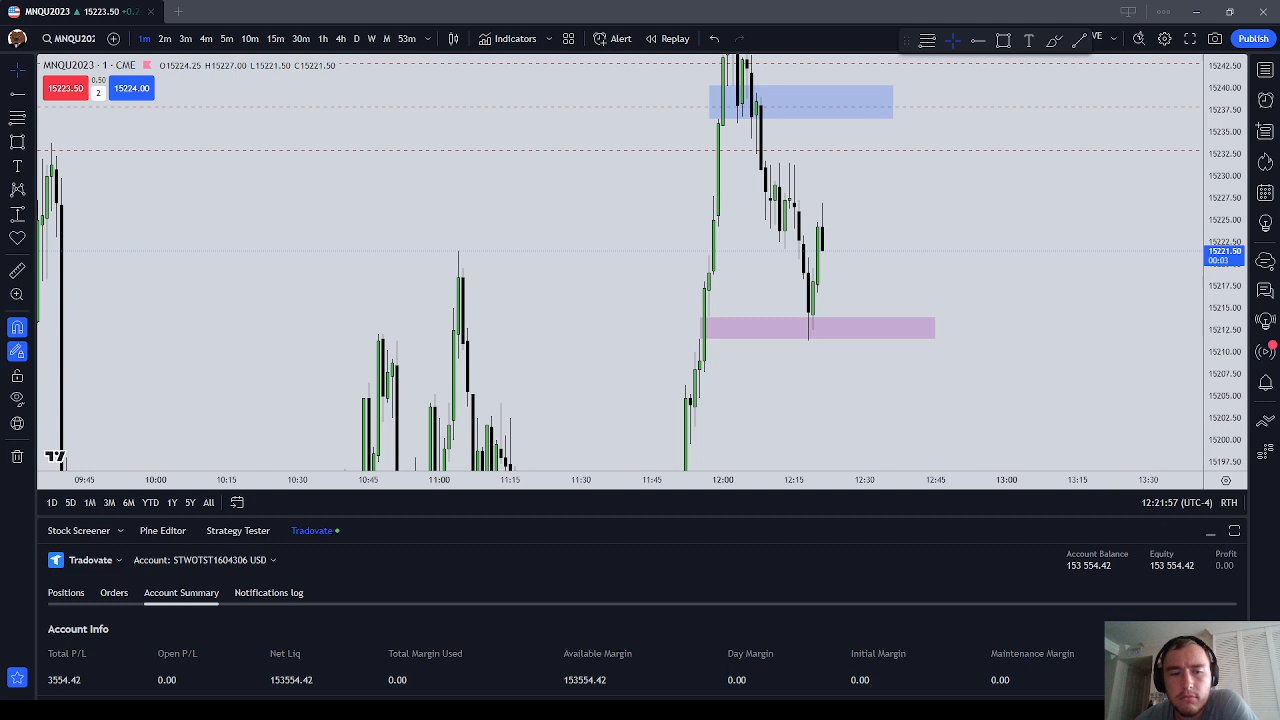 MNQU2023 ▲ 15223.50 +0.2
MNQU202 1m 2m 3m 4m 5m 10m 15m 30m 1h 4h D W M 53m Indicators Alert Replay VE Publish
MNQU2023 · 1 · CME O15224.25 H15227.00 L15221.50 C15221.50
15223.50 0.50 2 15224.00
15242.50
15240.00
15237.50
15235.00
15232.50
15230.00
15227.50
15225.00
15222.50
15221.50
00:03
15217.50
15215.00
15212.50
15210.00
15207.50
15205.00
15202.50
15200.00
15197.50
09:45 10:00 10:15 10:30 10:45 11:00 11:15 11:30 11:45 12:00 12:15 12:30 12:45 13:00 13:15 13:30
1D 5D 1M 3M 6M YTD 1Y 5Y All 12:21:57 (UTC-4) RTH
Stock Screener Pine Editor Strategy Tester Tradovate
Tradovate Account: STWOTST1604306 USD
Account Balance Equity Profit
153 554.42 153 554.42 0.00
Positions Orders Account Summary Notifications log
Account Info
Total P/L Open P/L Net Liq Total Margin Used Available Margin Day Margin Initial Margin Maintenance Margin
3554.42 0.00 153554.42 0.00 153554.42 0.00 0.00 0.00